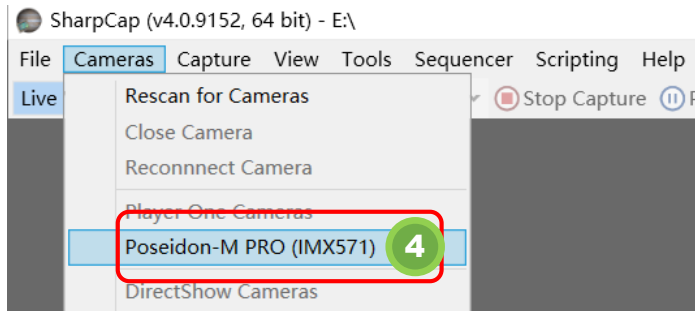 SharpCap (v4.0.9152, 64 bit) - E:\
File Cameras Capture View Tools Sequencer Scripting Help
Live Stop Capture
Rescan for Cameras
Close Camera
Reconnnect Camera
Player One Cameras
Poseidon-M PRO (IMX571) 4
DirectShow Cameras